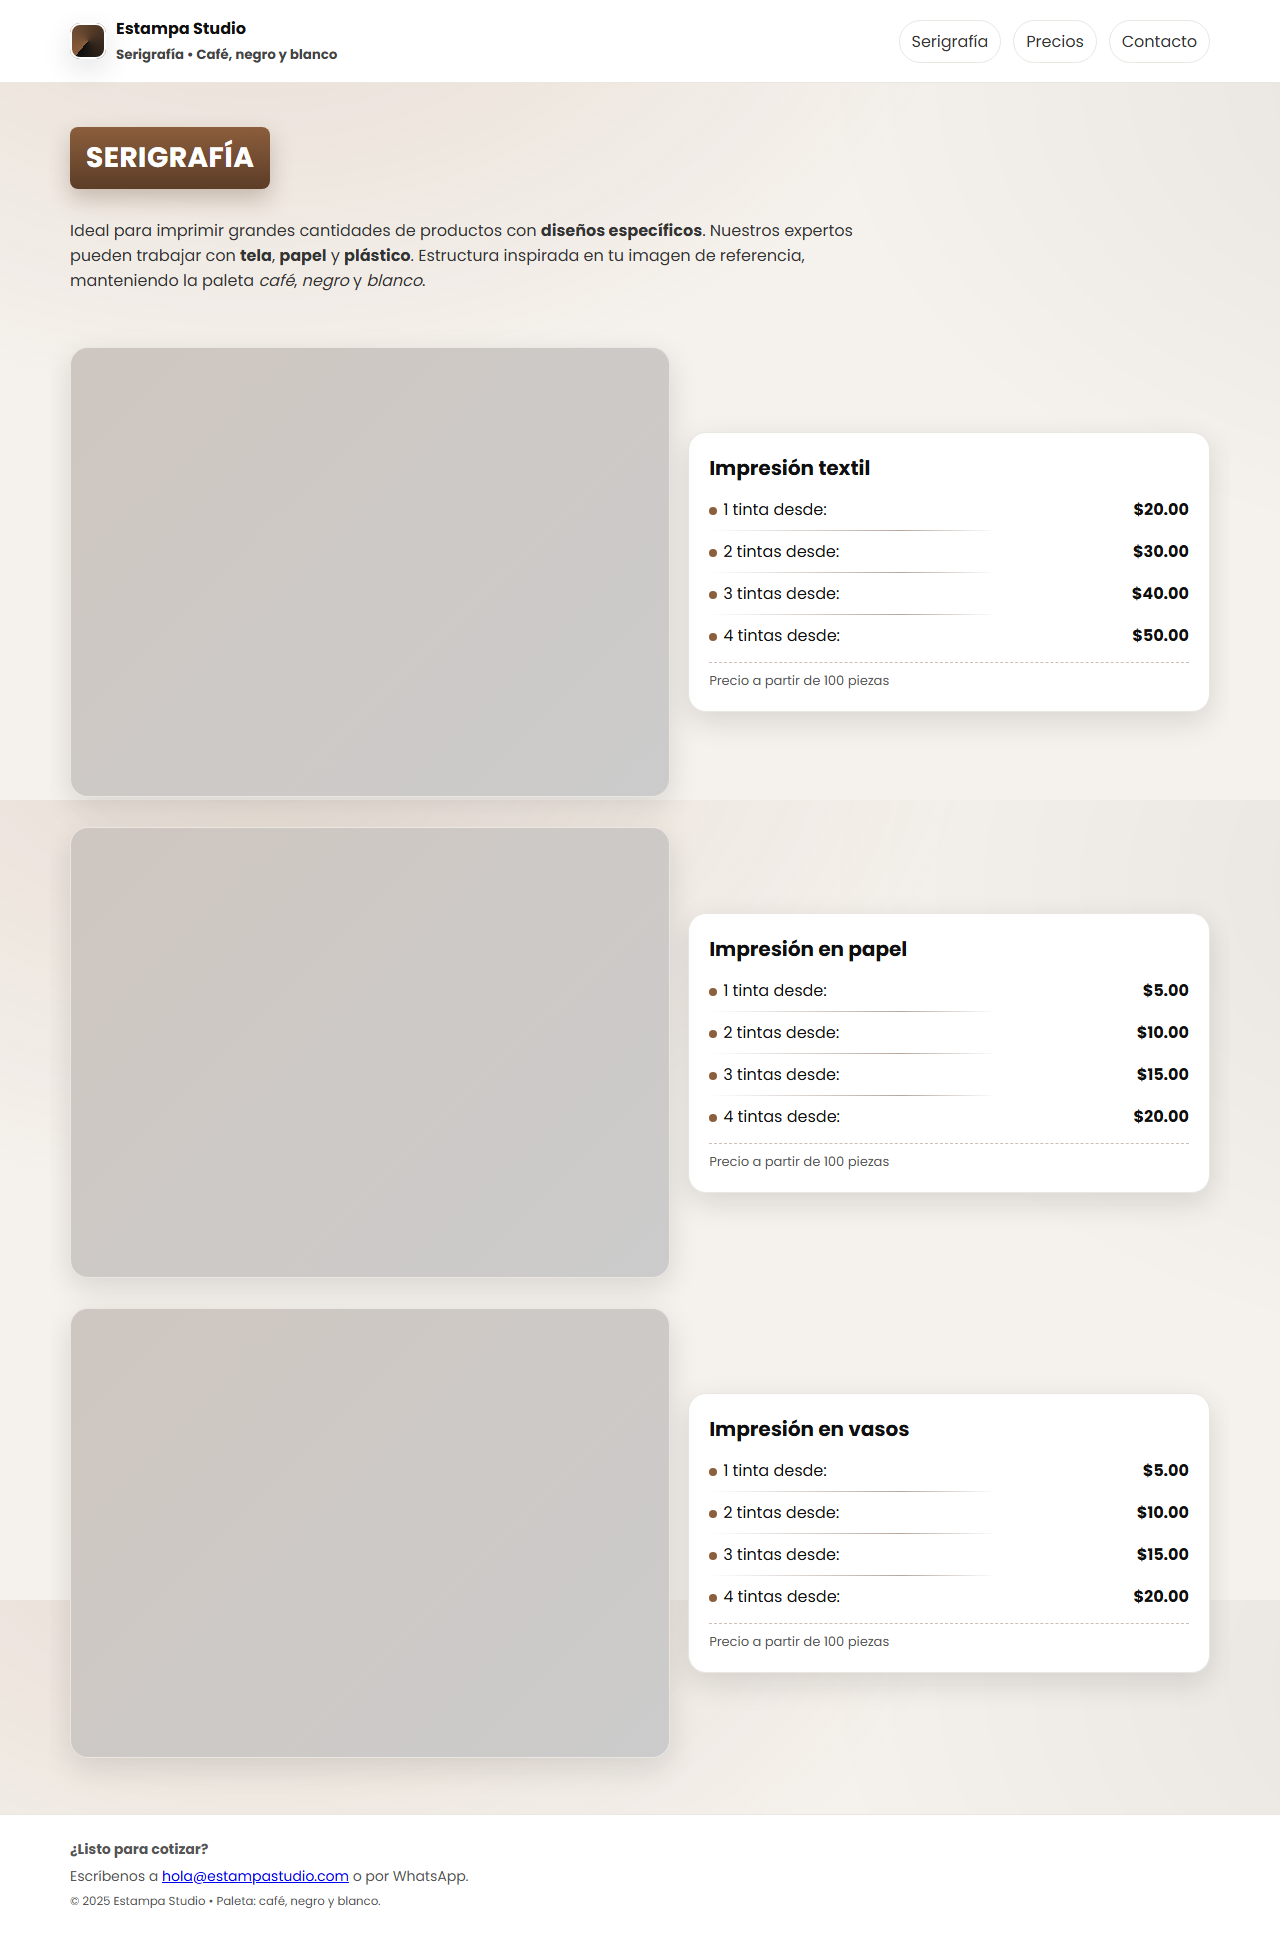 Estampa Studio
Serigrafía • Café, negro y blanco
Serigrafía
Precios
Contacto
SERIGRAFÍA
Ideal para imprimir grandes cantidades de productos con diseños específicos. Nuestros expertos
pueden trabajar con tela, papel y plástico. Estructura inspirada en tu imagen de referencia,
manteniendo la paleta café, negro y blanco.
Impresión textil
1 tinta desde: $20.00
2 tintas desde: $30.00
3 tintas desde: $40.00
4 tintas desde: $50.00
Precio a partir de 100 piezas
Impresión en papel
1 tinta desde: $5.00
2 tintas desde: $10.00
3 tintas desde: $15.00
4 tintas desde: $20.00
Precio a partir de 100 piezas
Impresión en vasos
1 tinta desde: $5.00
2 tintas desde: $10.00
3 tintas desde: $15.00
4 tintas desde: $20.00
Precio a partir de 100 piezas
¿Listo para cotizar?
Escríbenos a hola@estampastudio.com o por WhatsApp.
© 2025 Estampa Studio • Paleta: café, negro y blanco.